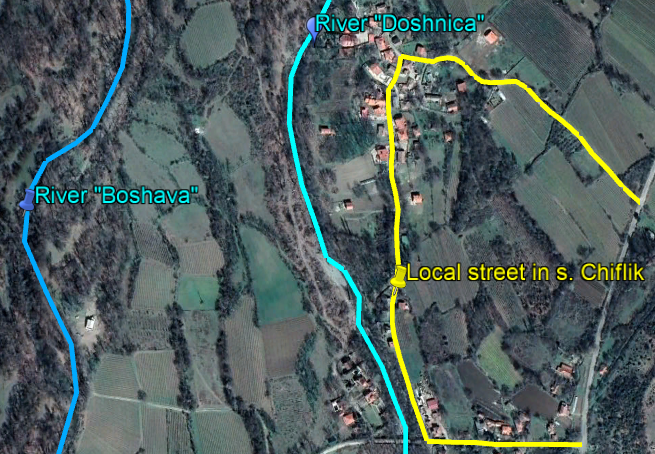 River "Doshnica"
River "Boshava"
Local street in s. Chiflik